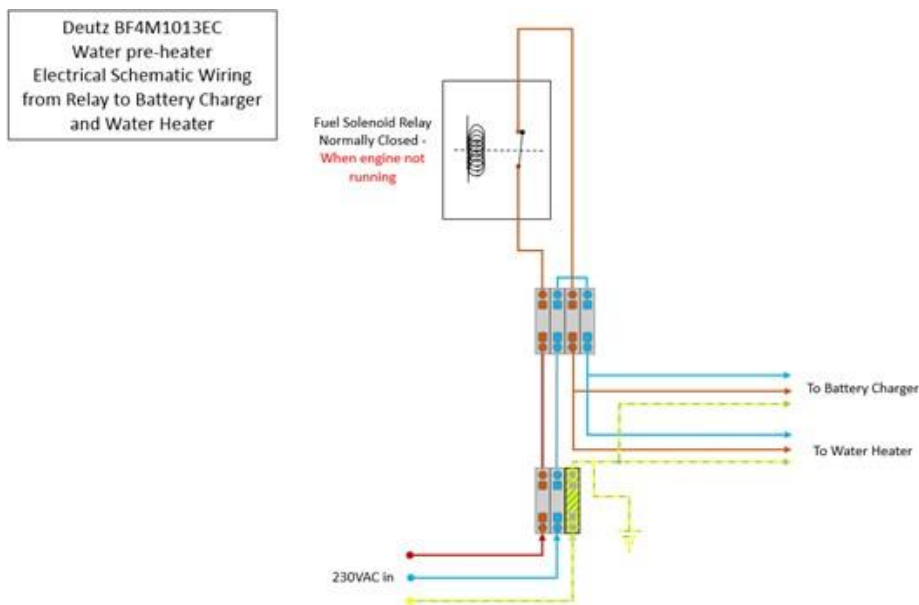 Deutz BF4M1013EC
Water pre-heater
Electrical Schematic Wiring
from Relay to Battery Charger
and Water Heater
Fuel Solenoid Relay
Normally Closed -
When engine not
running
To Battery Charger
To Water Heater
230VAC in